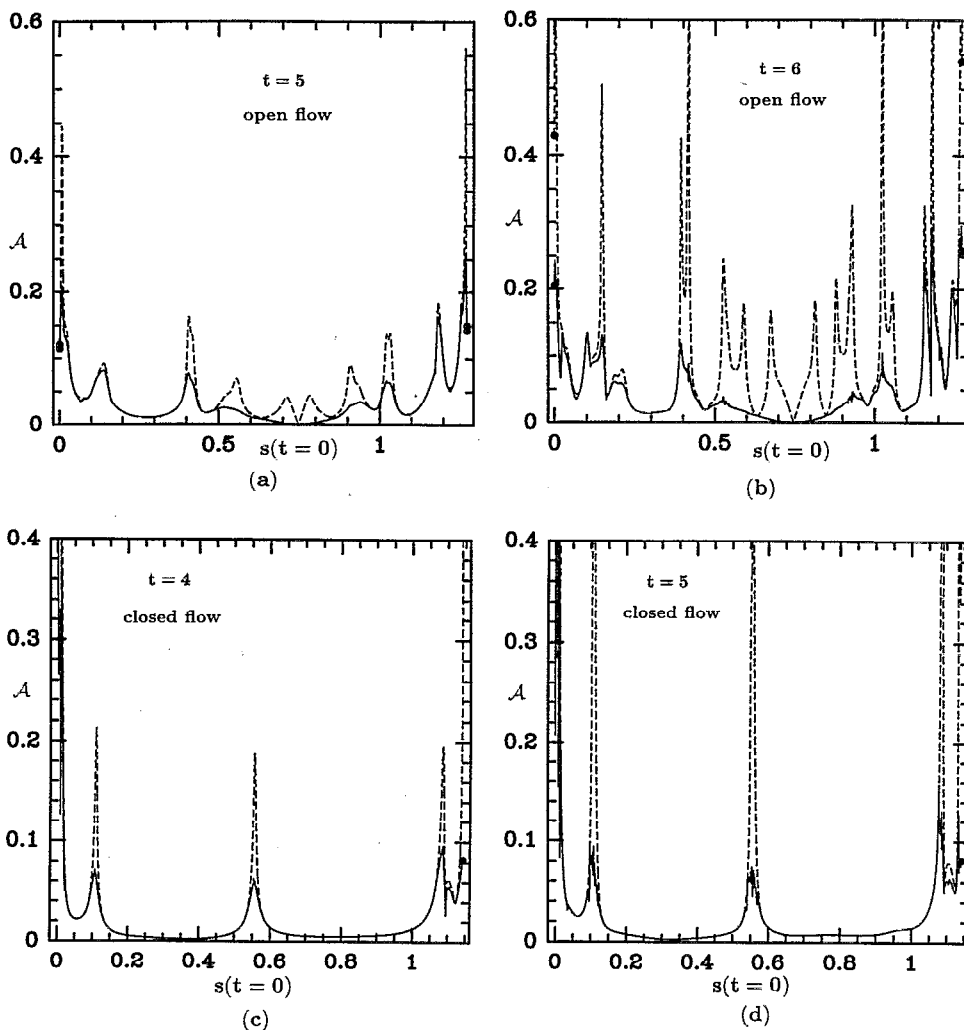 0.6
0.4
𝒜
0.2
0
t = 5
open flow
0
0.5
1
s(t = 0)
(a)
0.6
0.4
𝒜
0.2
0
t = 6
open flow
0
0.5
1
s(t = 0)
(b)
0.4
0.3
𝒜
0.2
0.1
0
t = 4
closed flow
0
0.2
0.4
0.6
0.8
1
s(t = 0)
(c)
0.4
0.3
𝒜
0.2
0.1
0
t = 5
closed flow
0
0.2
0.4
0.6
0.8
1
s(t = 0)
(d)